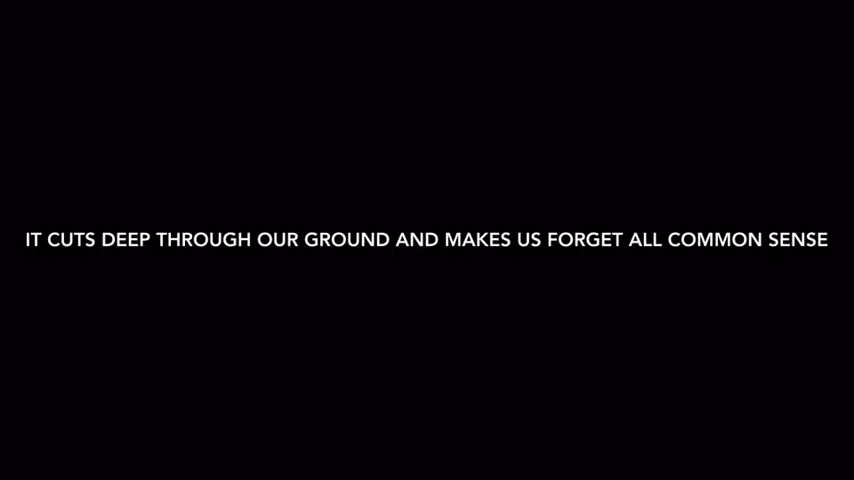 IT CUTS DEEP THROUGH OUR GROUND AND MAKES US FORGET ALL COMMON SENSE